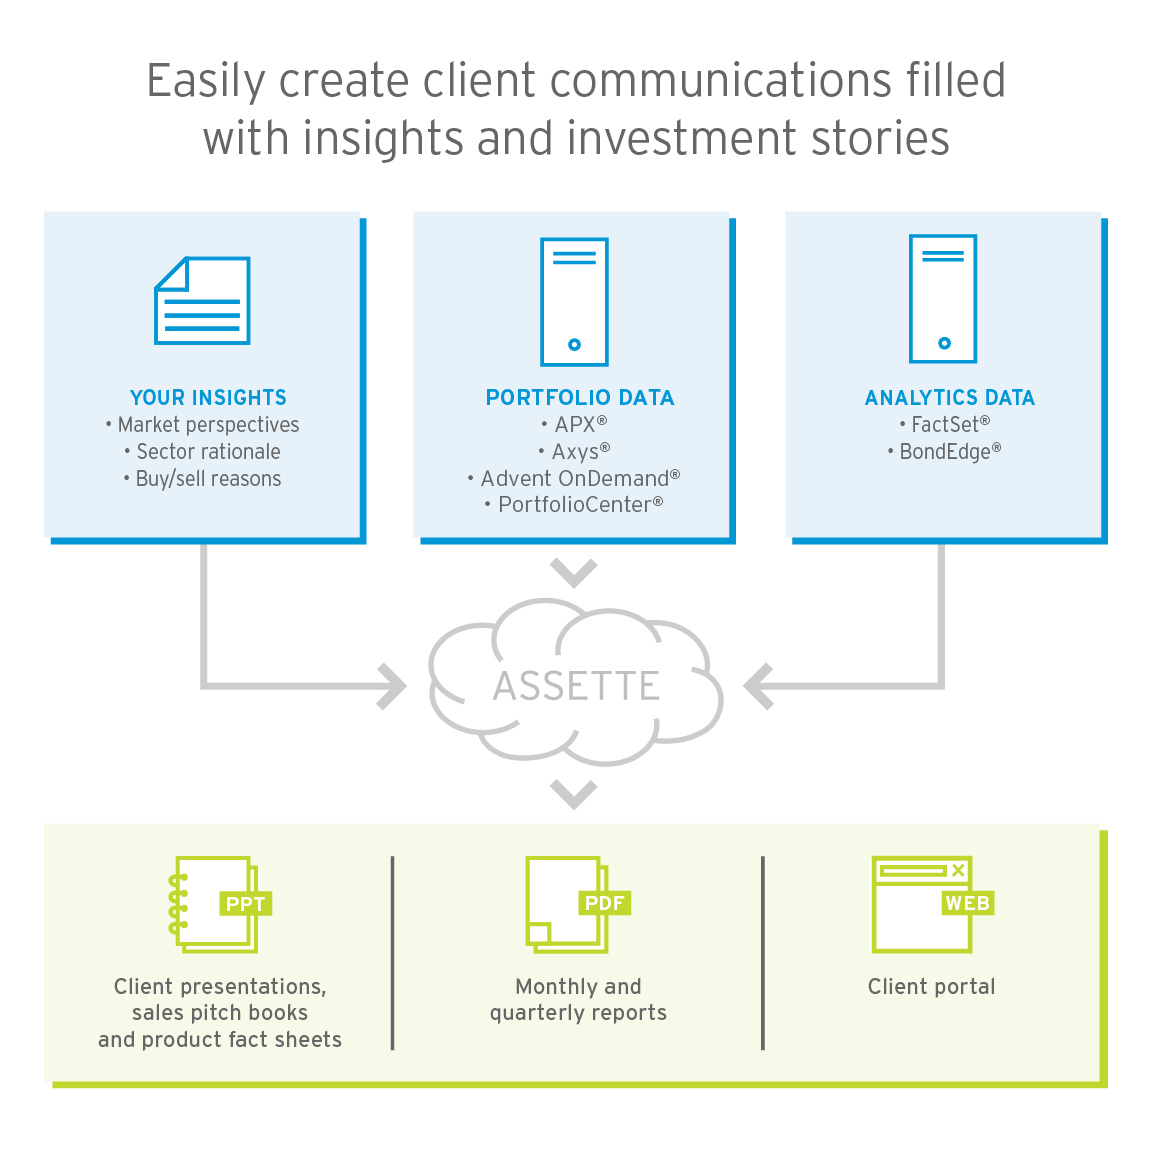 Easily create client communications filled
with insights and investment stories
YOUR INSIGHTS
• Market perspectives
• Sector rationale
• Buy/sell reasons
PORTFOLIO DATA
• APX®
• Axys®
• Advent OnDemand®
• PortfolioCenter®
ANALYTICS DATA
• FactSet®
• BondEdge®
ASSETTE
PPT
Client presentations,
sales pitch books
and product fact sheets
PDF
Monthly and
quarterly reports
WEB
Client portal